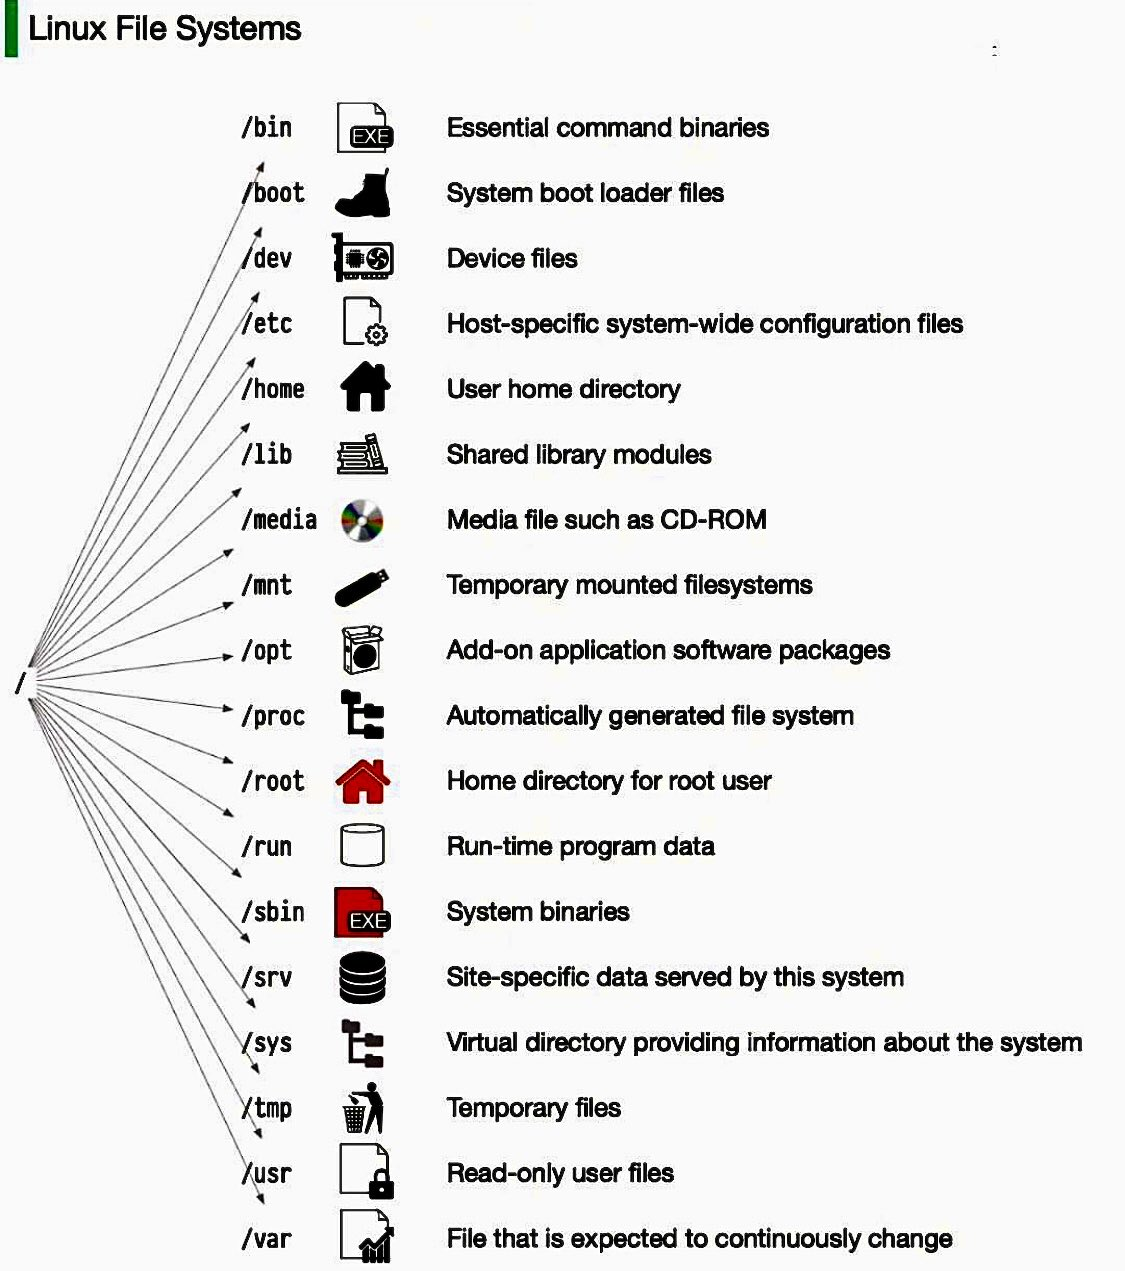 Linux File Systems
/bin EXE Essential command binaries
/boot System boot loader files
/dev Device files
/etc Host-specific system-wide configuration files
/home User home directory
/lib Shared library modules
/media Media file such as CD-ROM
/mnt Temporary mounted filesystems
/opt Add-on application software packages
/ /proc Automatically generated file system
/root Home directory for root user
/run Run-time program data
/sbin EXE System binaries
/srv Site-specific data served by this system
/sys Virtual directory providing information about the system
/tmp Temporary files
/usr Read-only user files
/var File that is expected to continuously change